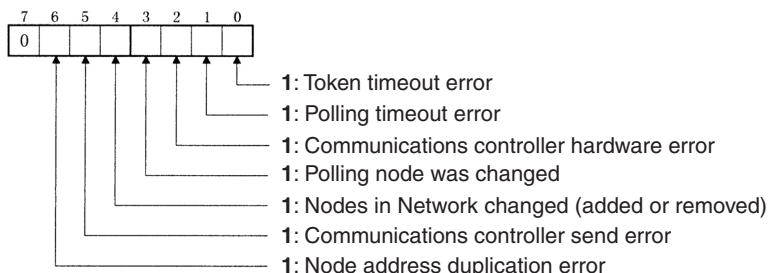 7 6 5 4 3 2 1 0
0
1: Token timeout error
1: Polling timeout error
1: Communications controller hardware error
1: Polling node was changed
1: Nodes in Network changed (added or removed)
1: Communications controller send error
1: Node address duplication error